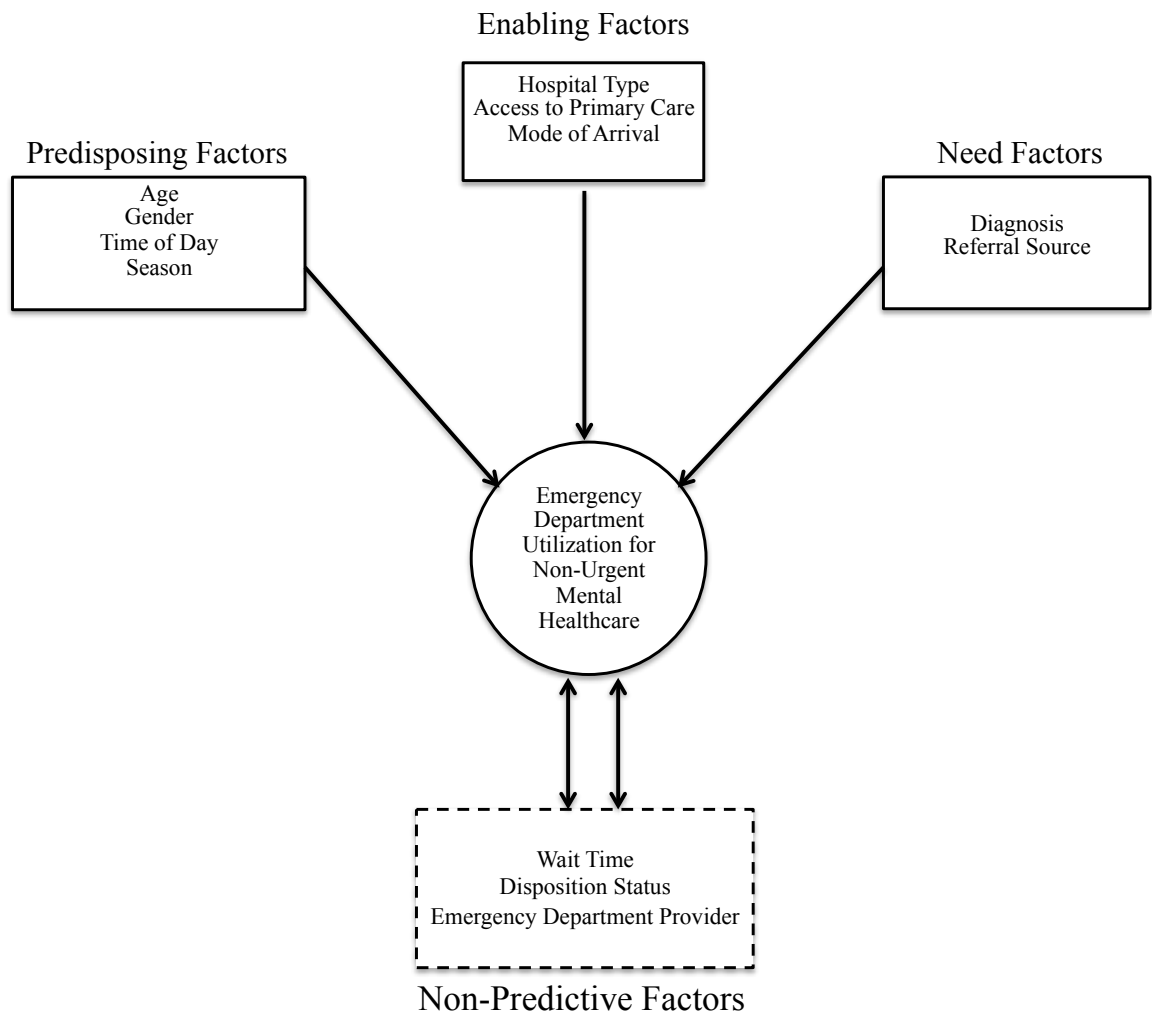 Enabling Factors
Hospital Type
Access to Primary Care
Mode of Arrival
Predisposing Factors
Age
Gender
Time of Day
Season
Need Factors
Diagnosis
Referral Source
Emergency
Department
Utilization for
Non-Urgent
Mental
Healthcare
Wait Time
Disposition Status
Emergency Department Provider
Non-Predictive Factors